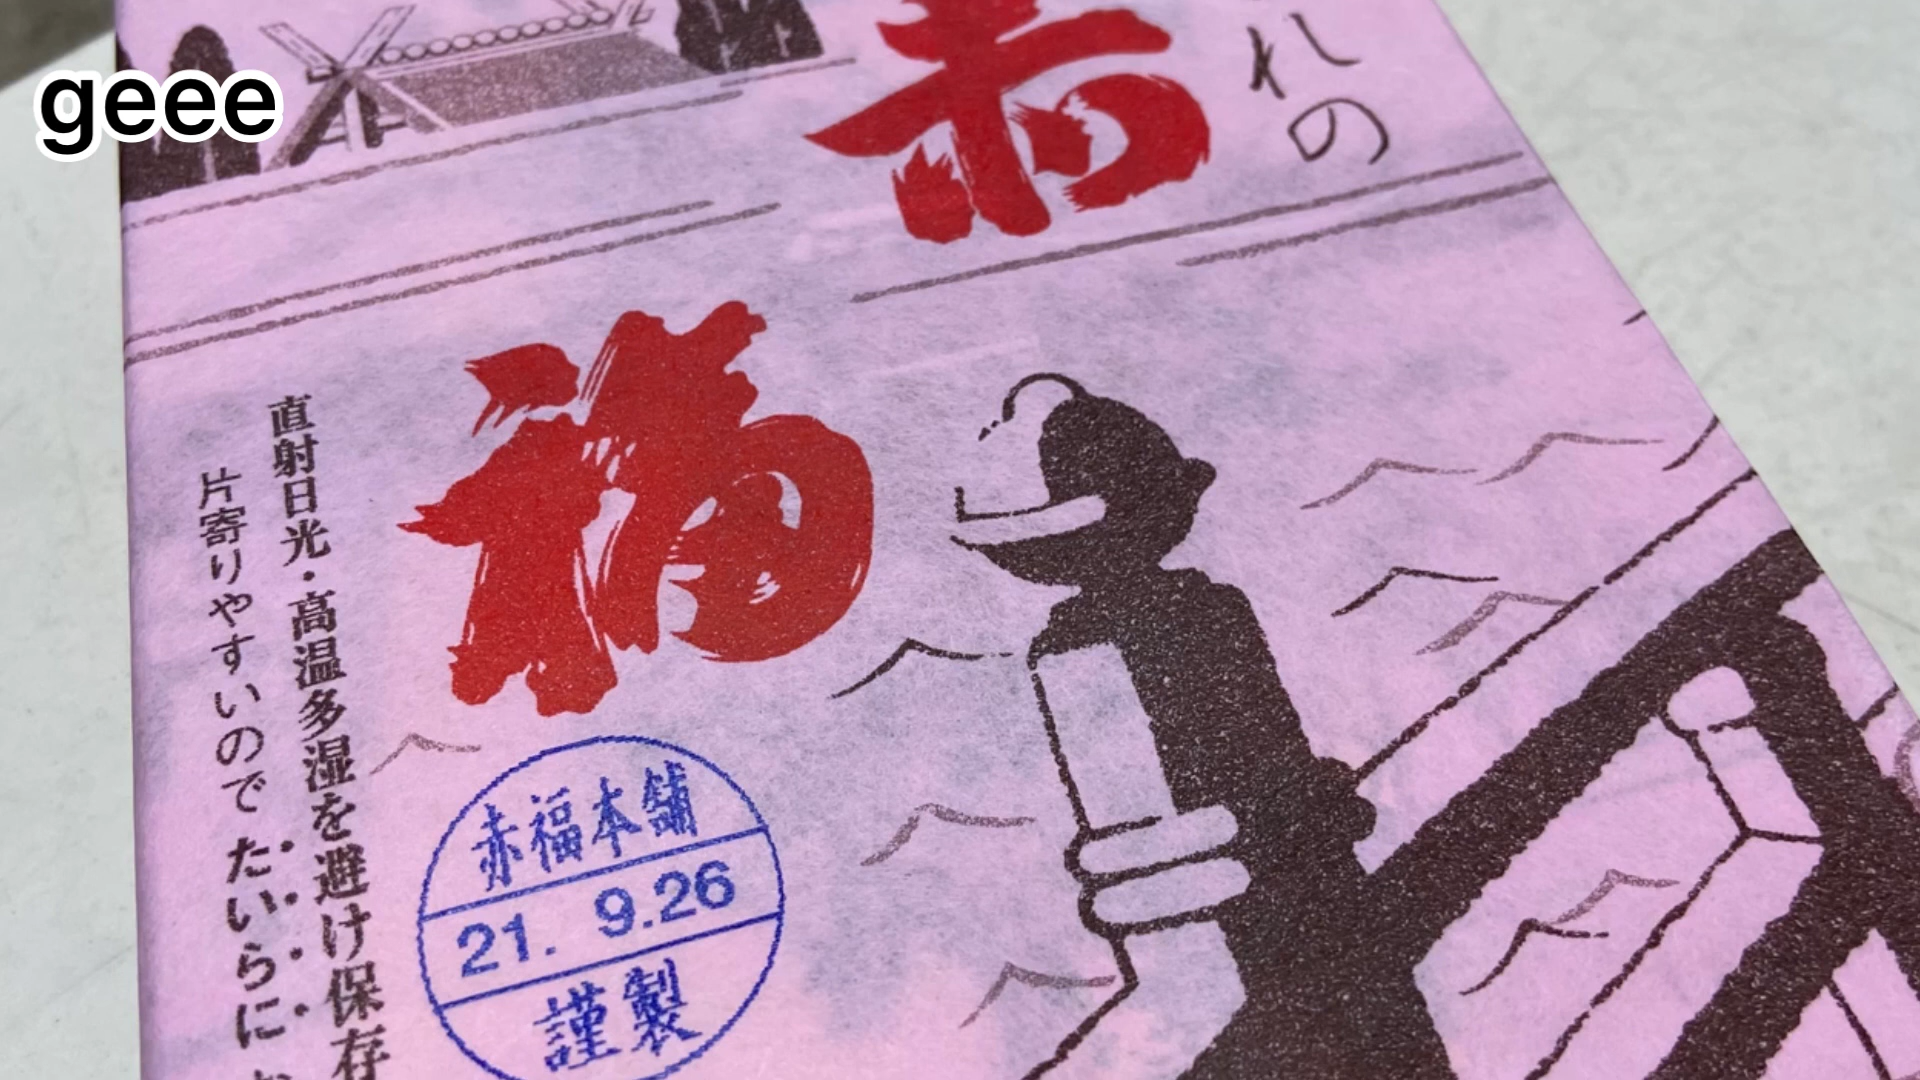 geee
れの
赤
福
直射日光・高温多湿を避け保存
片寄りやすいので たいらに
赤福本舗
21. 9.26
謹製